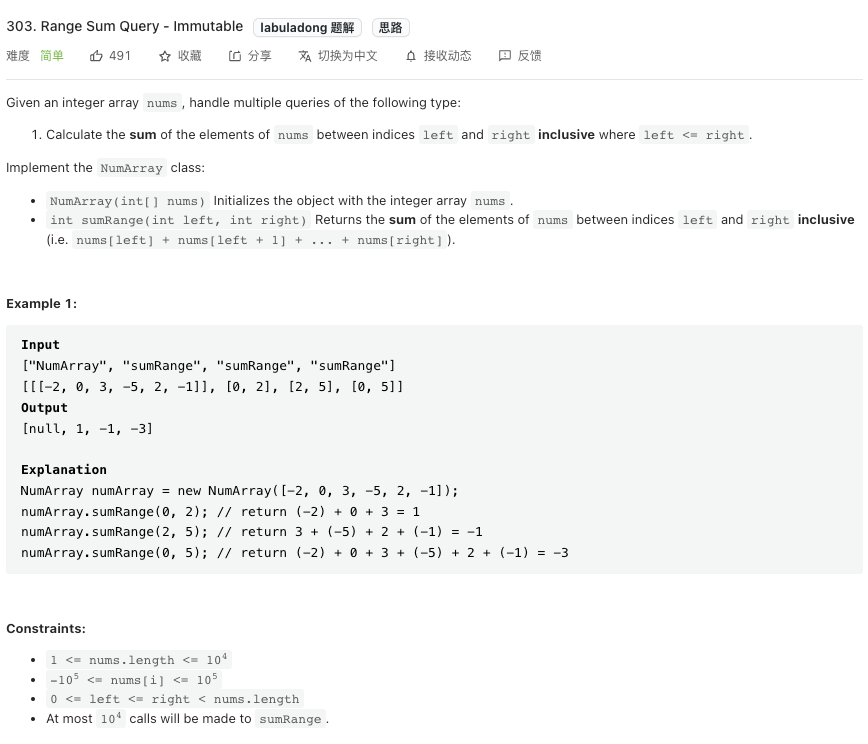 303. Range Sum Query - Immutable labuladong 题解 思路
难度 简单 491 收藏 分享 切换为中文 接收动态 反馈
Given an integer array nums, handle multiple queries of the following type:
1. Calculate the sum of the elements of nums between indices left and right inclusive where left <= right.
Implement the NumArray class:
• NumArray(int[] nums) Initializes the object with the integer array nums.
• int sumRange(int left, int right) Returns the sum of the elements of nums between indices left and right inclusive
(i.e. nums[left] + nums[left + 1] + ... + nums[right]).
Example 1:
Input
["NumArray", "sumRange", "sumRange", "sumRange"]
[[[-2, 0, 3, -5, 2, -1]], [0, 2], [2, 5], [0, 5]]
Output
[null, 1, -1, -3]
Explanation
NumArray numArray = new NumArray([-2, 0, 3, -5, 2, -1]);
numArray.sumRange(0, 2); // return (-2) + 0 + 3 = 1
numArray.sumRange(2, 5); // return 3 + (-5) + 2 + (-1) = -1
numArray.sumRange(0, 5); // return (-2) + 0 + 3 + (-5) + 2 + (-1) = -3
Constraints:
• 1 <= nums.length <= 10⁴
• -10⁵ <= nums[i] <= 10⁵
• 0 <= left <= right < nums.length
• At most 10⁴ calls will be made to sumRange.